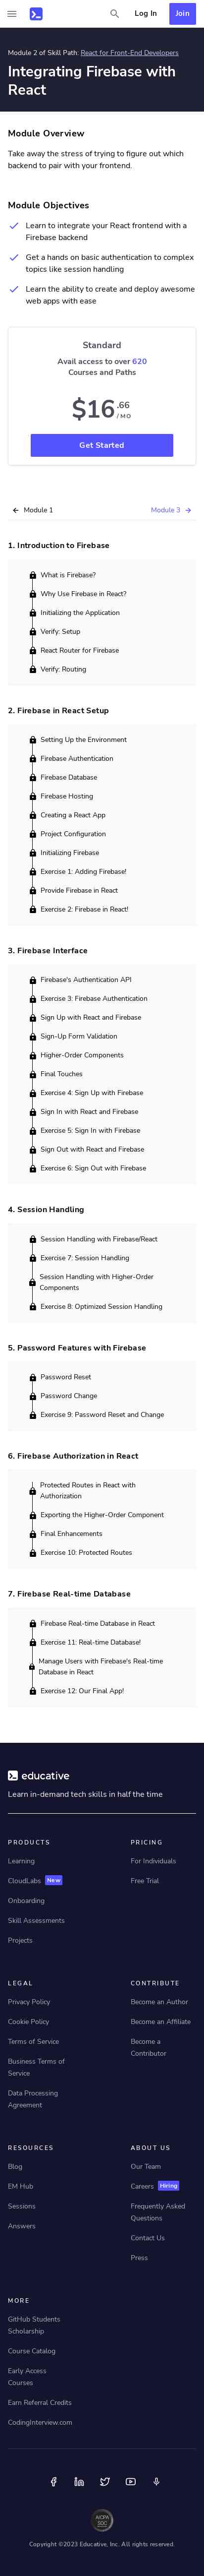 Log In
Join
Module 2 of Skill Path: React for Front-End Developers
Integrating Firebase with
React
Module Overview
Take away the stress of trying to figure out which
backend to pair with your frontend.
Module Objectives
Learn to integrate your React frontend with a
Firebase backend
Get a hands on basic authentication to complex
topics like session handling
Learn the ability to create and deploy awesome
web apps with ease
Standard
Avail access to over 620
Courses and Paths
$16.66
/ MO
Get Started
Module 1
Module 3
1. Introduction to Firebase
What is Firebase?
Why Use Firebase in React?
Initializing the Application
Verify: Setup
React Router for Firebase
Verify: Routing
2. Firebase in React Setup
Setting Up the Environment
Firebase Authentication
Firebase Database
Firebase Hosting
Creating a React App
Project Configuration
Initializing Firebase
Exercise 1: Adding Firebase!
Provide Firebase in React
Exercise 2: Firebase in React!
3. Firebase Interface
Firebase's Authentication API
Exercise 3: Firebase Authentication
Sign Up with React and Firebase
Sign-Up Form Validation
Higher-Order Components
Final Touches
Exercise 4: Sign Up with Firebase
Sign In with React and Firebase
Exercise 5: Sign In with Firebase
Sign Out with React and Firebase
Exercise 6: Sign Out with Firebase
4. Session Handling
Session Handling with Firebase/React
Exercise 7: Session Handling
Session Handling with Higher-Order
Components
Exercise 8: Optimized Session Handling
5. Password Features with Firebase
Password Reset
Password Change
Exercise 9: Password Reset and Change
6. Firebase Authorization in React
Protected Routes in React with
Authorization
Exporting the Higher-Order Component
Final Enhancements
Exercise 10: Protected Routes
7. Firebase Real-time Database
Firebase Real-time Database in React
Exercise 11: Real-time Database!
Manage Users with Firebase's Real-time
Database in React
Exercise 12: Our Final App!
educative
Learn in-demand tech skills in half the time
PRODUCTS
Learning
CloudLabs New
Onboarding
Skill Assessments
Projects
PRICING
For Individuals
Free Trial
LEGAL
Privacy Policy
Cookie Policy
Terms of Service
Business Terms of
Service
Data Processing
Agreement
CONTRIBUTE
Become an Author
Become an Affiliate
Become a
Contributor
RESOURCES
Blog
EM Hub
Sessions
Answers
ABOUT US
Our Team
Careers Hiring
Frequently Asked
Questions
Contact Us
Press
MORE
GitHub Students
Scholarship
Course Catalog
Early Access
Courses
Earn Referral Credits
CodingInterview.com
AICPA
SOC
Copyright ©2023 Educative, Inc. All rights reserved.